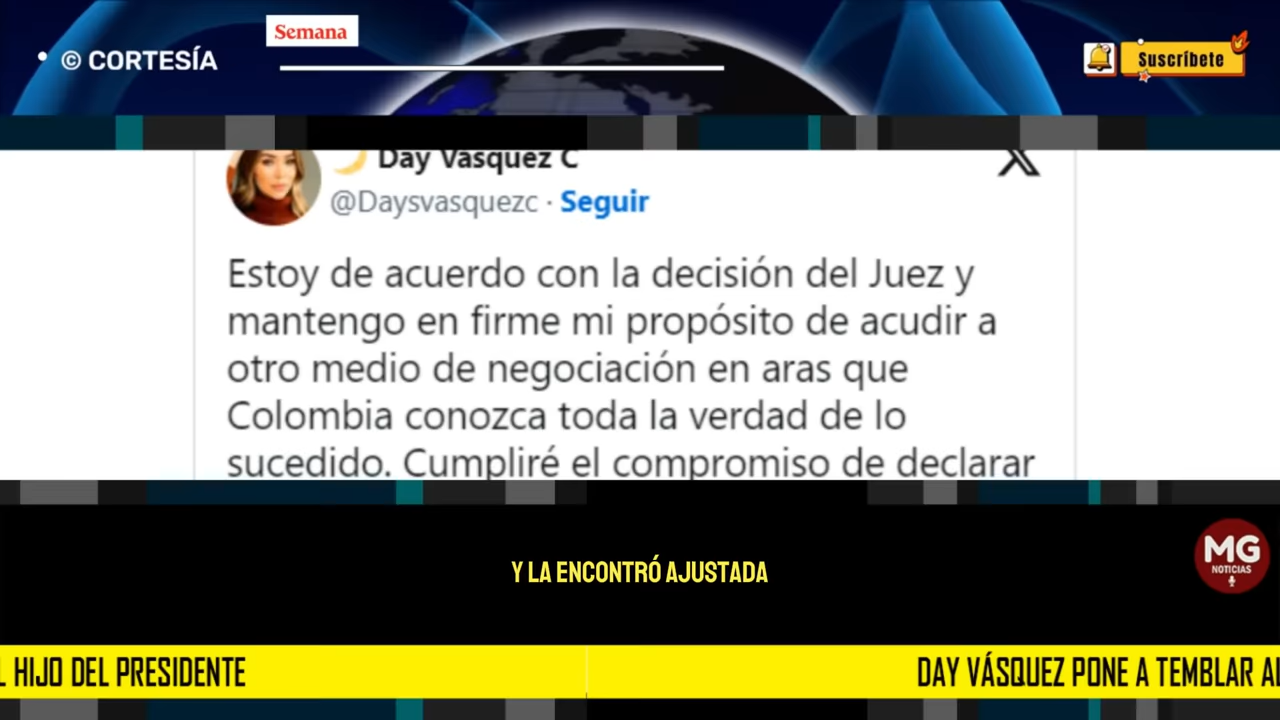 Semana
© CORTESÍA
Suscríbete
Day Vásquez C
@Daysvasquezc · Seguir
Estoy de acuerdo con la decisión del Juez y
mantengo en firme mi propósito de acudir a
otro medio de negociación en aras que
Colombia conozca toda la verdad de lo
sucedido. Cumpliré el compromiso de declarar
Y LA ENCONTRÓ AJUSTADA
MG
NOTICIAS
L HIJO DEL PRESIDENTE
DAY VÁSQUEZ PONE A TEMBLAR AL